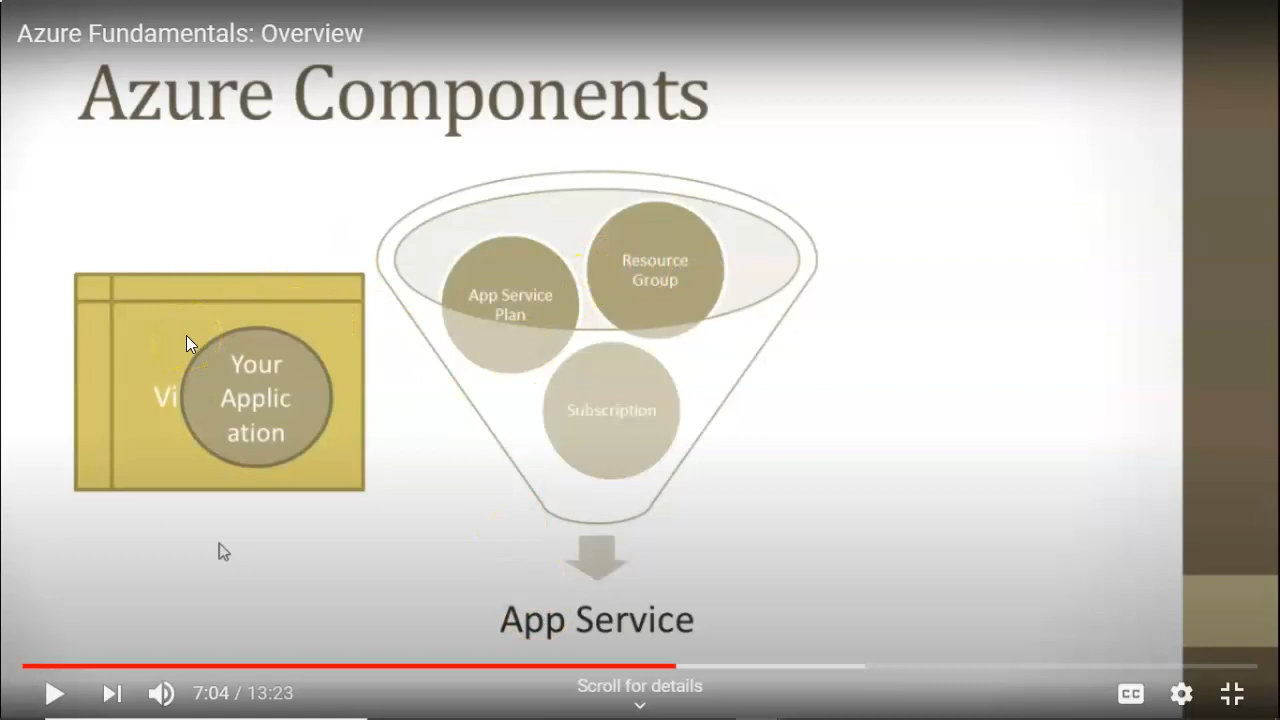 Azure Fundamentals: Overview
Azure Components
Resource
Group
App Service
Plan
Subscription
Your
Applic
ation
Vi
App Service
7:04 / 13:23
Scroll for details
CC